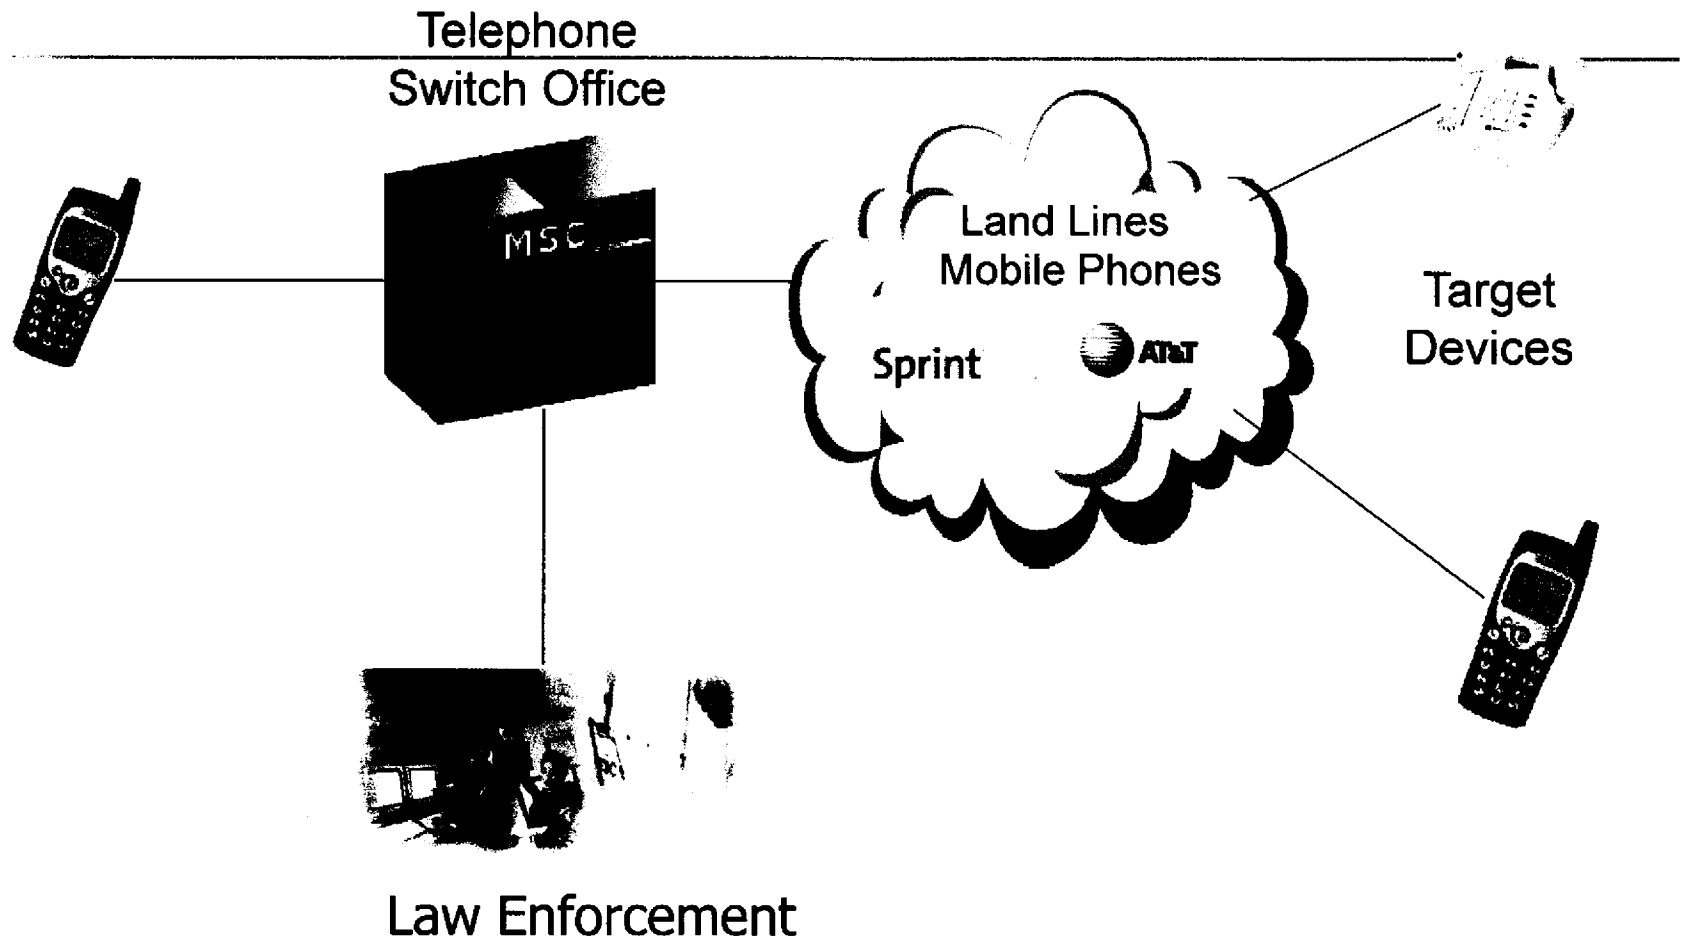 Telephone
Switch Office
MSC
Land Lines
Mobile Phones
Sprint
AT&T
Target
Devices
Law Enforcement